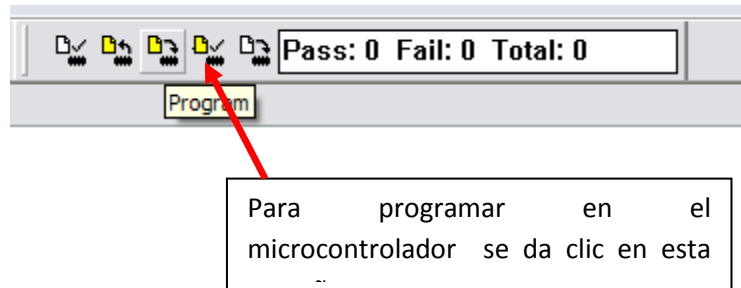 Pass: 0 Fail: 0 Total: 0
Program
Para programar en el
microcontrolador se da clic en esta